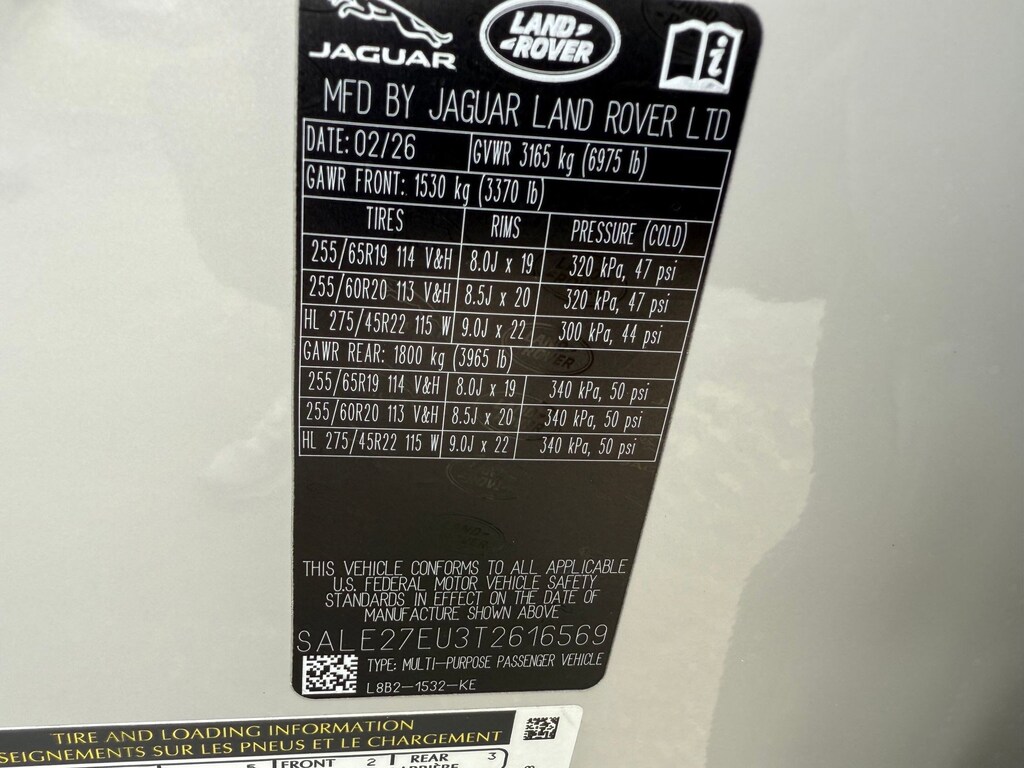 JAGUAR
LAND ROVER
i
MFD BY JAGUAR LAND ROVER LTD
DATE: 02/26 GVWR 3165 kg (6975 lb)
GAWR FRONT: 1530 kg (3370 lb)
TIRES RIMS PRESSURE (COLD)
255/65R19 114 V&H 8.0J x 19 320 kPa, 47 psi
255/60R20 113 V&H 8.5J x 20 320 kPa, 47 psi
HL 275/45R22 115 W 9.0J x 22 300 kPa, 44 psi
GAWR REAR: 1800 kg (3965 lb)
255/65R19 114 V&H 8.0J x 19 340 kPa, 50 psi
255/60R20 113 V&H 8.5J x 20 340 kPa, 50 psi
HL 275/45R22 115 W 9.0J x 22 340 kPa, 50 psi
THIS VEHICLE CONFORMS TO ALL APPLICABLE
U.S. FEDERAL MOTOR VEHICLE SAFETY
STANDARDS IN EFFECT ON THE DATE OF
MANUFACTURE SHOWN ABOVE
SALE27EU3T2616569
TYPE: MULTI-PURPOSE PASSENGER VEHICLE
L8B2-1532-KE
TIRE AND LOADING INFORMATION
SEIGNEMENTS SUR LES PNEUS ET LE CHARGEMENT
5 FRONT 2 REAR 3